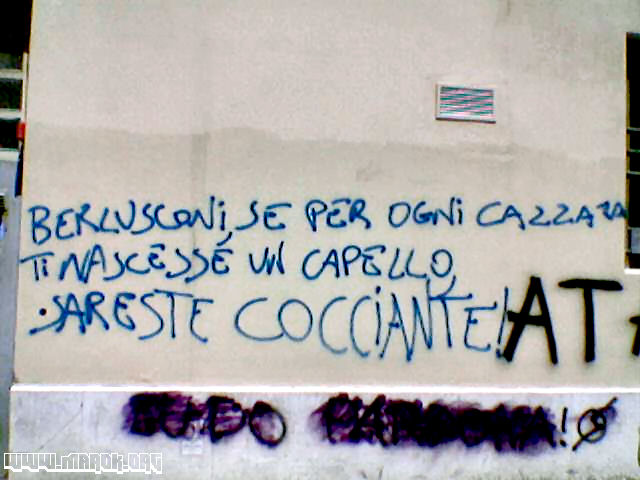 BERLUSCONI, SE PER OGNI CAZZATA
TI NASCESSE UN CAPELLO,
SARESTE COCCIANTE!
AT
WWW.MAROK.ORG